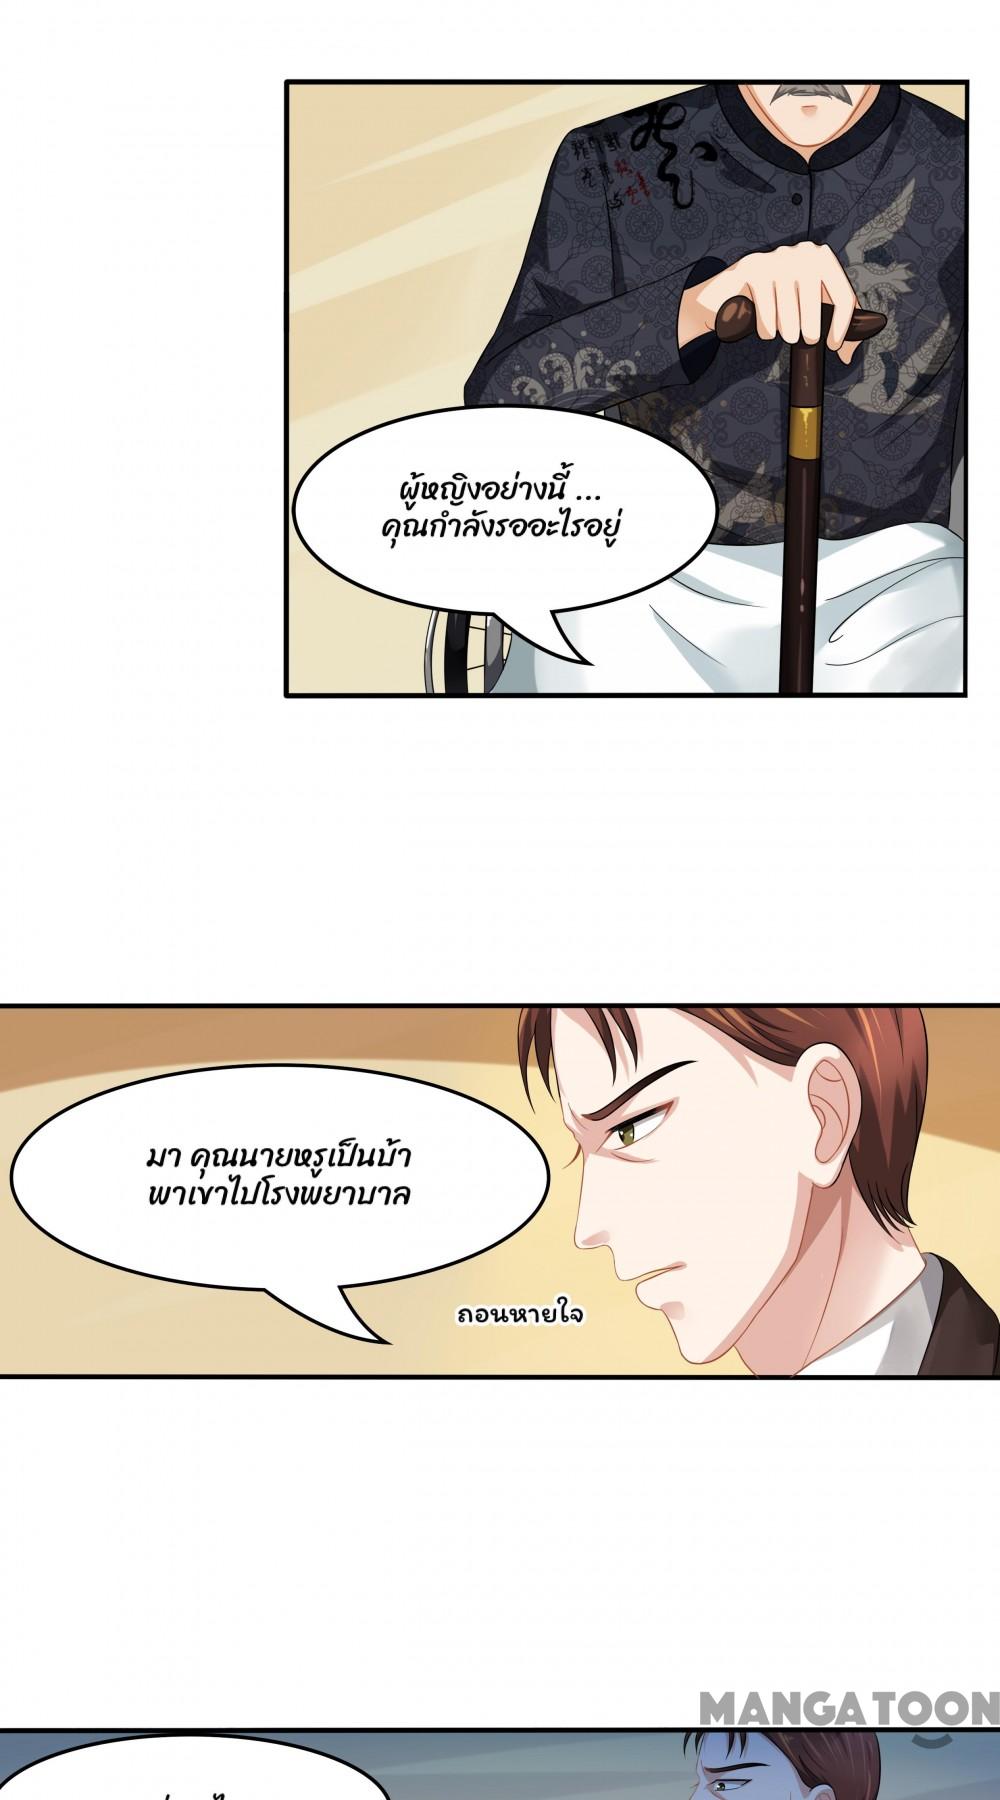 ผู้หญิงอย่างนี้ ...
คุณกำลังรออะไรอยู่
มา คุณนายหรูเป็นบ้า
พาเขาไปโรงพยาบาล
ถอนหายใจ
MANGATOON